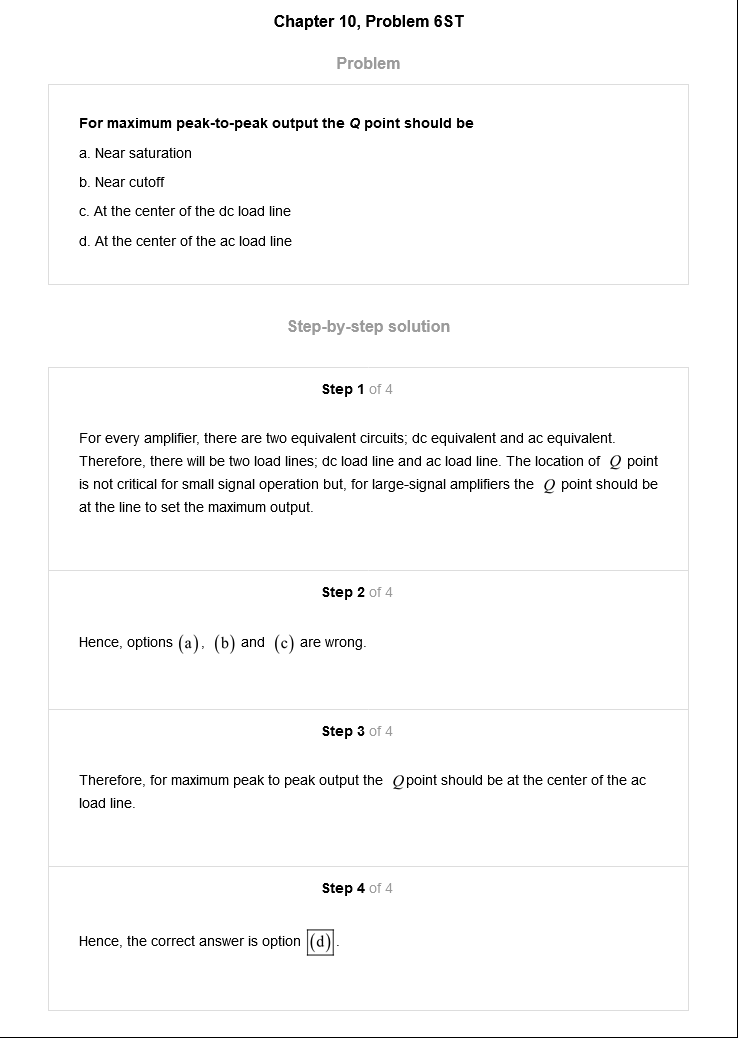 Chapter 10, Problem 6ST
Problem
For maximum peak-to-peak output the Q point should be
a. Near saturation
b. Near cutoff
c. At the center of the dc load line
d. At the center of the ac load line
Step-by-step solution
Step 1 of 4
For every amplifier, there are two equivalent circuits; dc equivalent and ac equivalent.
Therefore, there will be two load lines; dc load line and ac load line. The location of Q point
is not critical for small signal operation but, for large-signal amplifiers the Q point should be
at the line to set the maximum output.
Step 2 of 4
Hence, options (a), (b) and (c) are wrong.
Step 3 of 4
Therefore, for maximum peak to peak output the Q point should be at the center of the ac
load line.
Step 4 of 4
Hence, the correct answer is option (d).